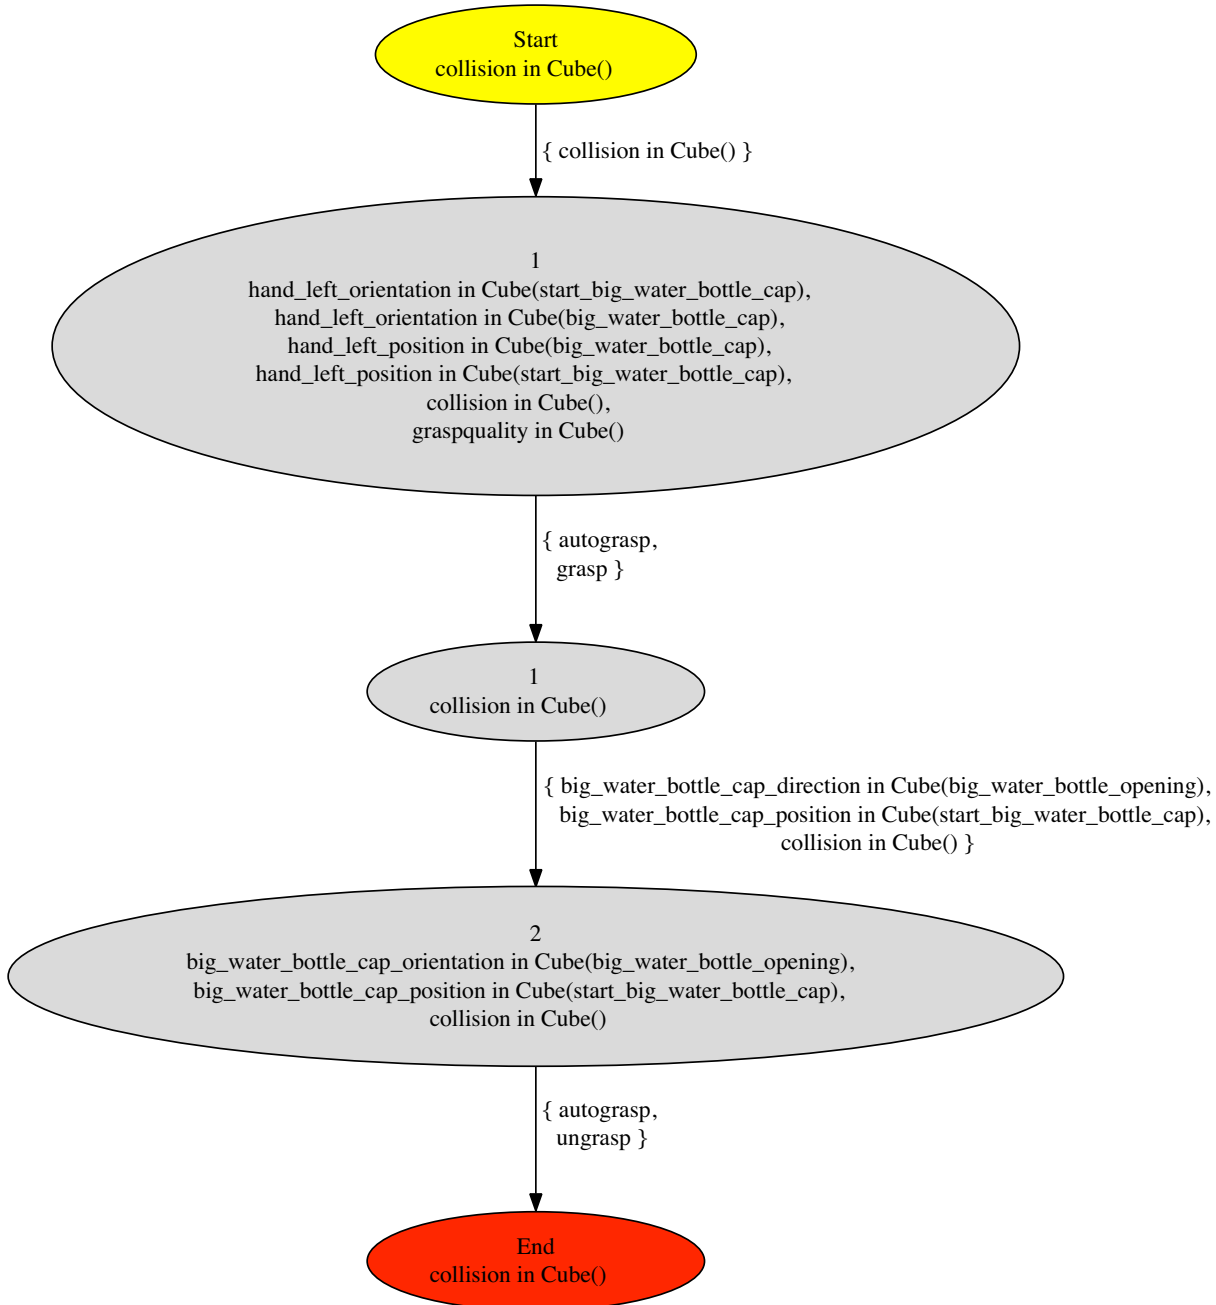 Start
collision in Cube()
{ collision in Cube() }
1
hand_left_orientation in Cube(start_big_water_bottle_cap),
hand_left_orientation in Cube(big_water_bottle_cap),
hand_left_position in Cube(big_water_bottle_cap),
hand_left_position in Cube(start_big_water_bottle_cap),
collision in Cube(),
graspquality in Cube()
{ autograsp,
grasp }
1
collision in Cube()
{ big_water_bottle_cap_direction in Cube(big_water_bottle_opening),
big_water_bottle_cap_position in Cube(start_big_water_bottle_cap),
collision in Cube() }
2
big_water_bottle_cap_orientation in Cube(big_water_bottle_opening),
big_water_bottle_cap_position in Cube(start_big_water_bottle_cap),
collision in Cube()
{ autograsp,
ungrasp }
End
collision in Cube()